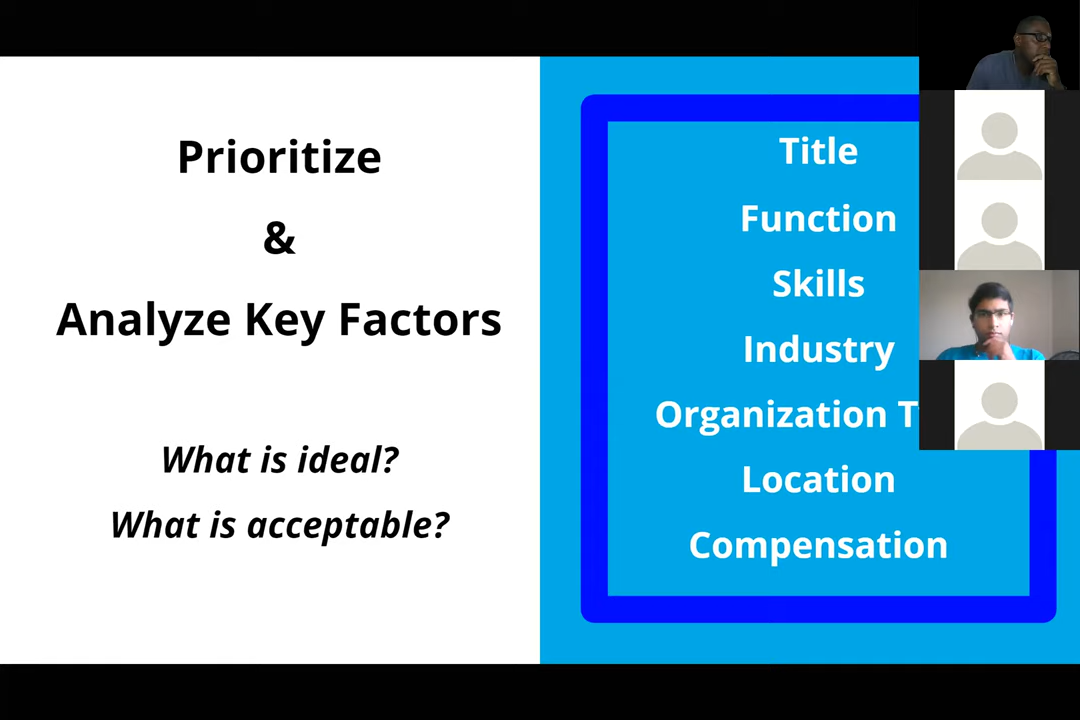 Prioritize
&
Analyze Key Factors
What is ideal?
What is acceptable?
Title
Function
Skills
Industry
Organization
Location
Compensation